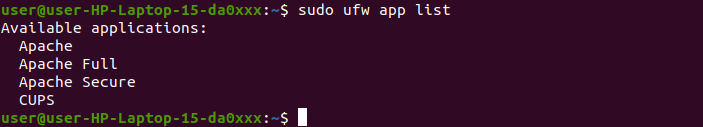 user@user-HP-Laptop-15-da0xxx:~$ sudo ufw app list
Available applications:
  Apache
  Apache Full
  Apache Secure
  CUPS
user@user-HP-Laptop-15-da0xxx:~$